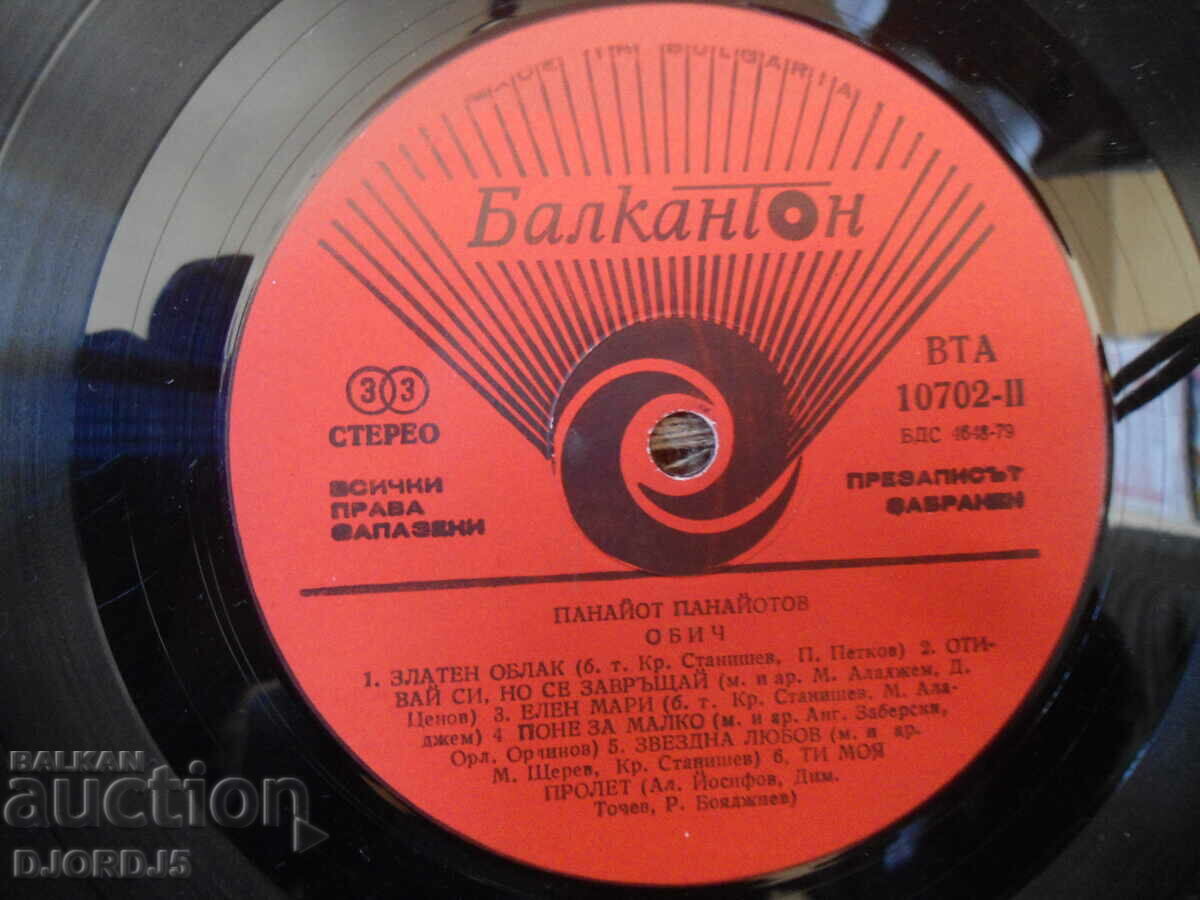 MADE IN BULGARIA
Балкантон
33
СТЕРЕО
ВСИЧКИ
ПРАВА
ЗАПАЗЕНИ
ВТА
10702-II
БДС 4648-79
ПРЕЗАПИСЪТ
ЗАБРАНЕН
ПАНАЙОТ ПАНАЙОТОВ
ОБИЧ
1. ЗЛАТЕН ОБЛАК (б. т. Кр. Станишев, П. Петков) 2. ОТИ-
ВАЙ СИ, НО СЕ ЗАВРЪЩАЙ (м. и ар. М. Аладжем, Д.
Ценов) 3. ЕЛЕН МАРИ (б. т. Кр. Станишев, М. Ала-
джем) 4 ПОНЕ ЗА МАЛКО (м. и яр. Анг. Заберски,
Орл. Орчинов) 5. ЗВЕЗДНА ЛЮБОВ (м. и ар.
М. Щерев, Кр. Станишев) 6, ТИ МОЯ
ПРОЛЕТ (Ал. Йосифов, Дим.
Точев, Р. Бояджиев)
BALKAN
auction
DJORDJ5